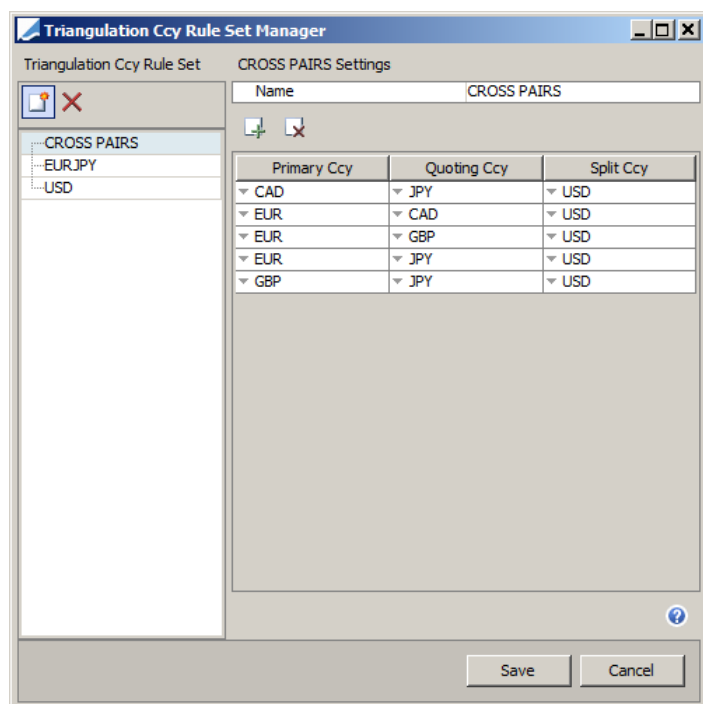 Triangulation Ccy Rule Set Manager
Triangulation Ccy Rule Set
CROSS PAIRS Settings
Name CROSS PAIRS
CROSS PAIRS
EURJPY
USD
Primary Ccy Quoting Ccy Split Ccy
CAD JPY USD
EUR CAD USD
EUR GBP USD
EUR JPY USD
GBP JPY USD
Save Cancel